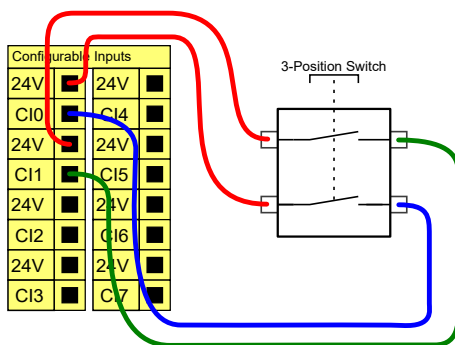 3-Position Switch
Configurable Inputs
24V 24V
CI0 CI4
24V 24V
CI1 CI5
24V 24V
CI2 CI6
24V 24V
CI3 CI7